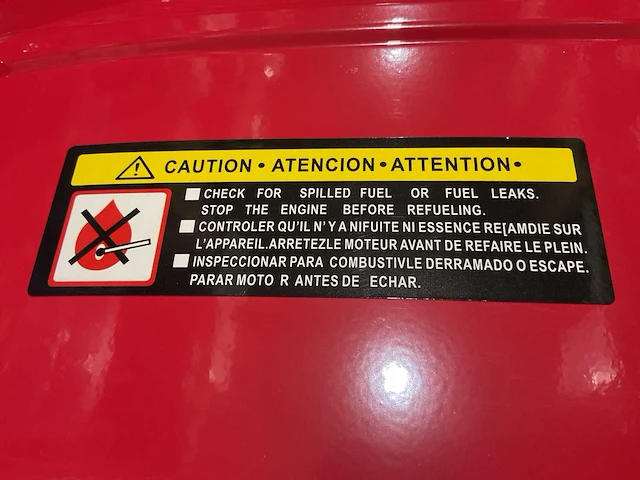 CAUTION • ATENCION • ATTENTION •
CHECK FOR SPILLED FUEL OR FUEL LEAKS.
STOP THE ENGINE BEFORE REFUELING.
CONTROLER QU'IL N'Y A NIFUITE NI ESSENCE RE[AMDIE SUR
L'APPAREIL.ARRETEZLE MOTEUR AVANT DE REFAIRE LE PLEIN.
INSPECCIONAR PARA COMBUSTIVLE DERRAMADO O ESCAPE.
PARAR MOTO R ANTES DE ECHAR.